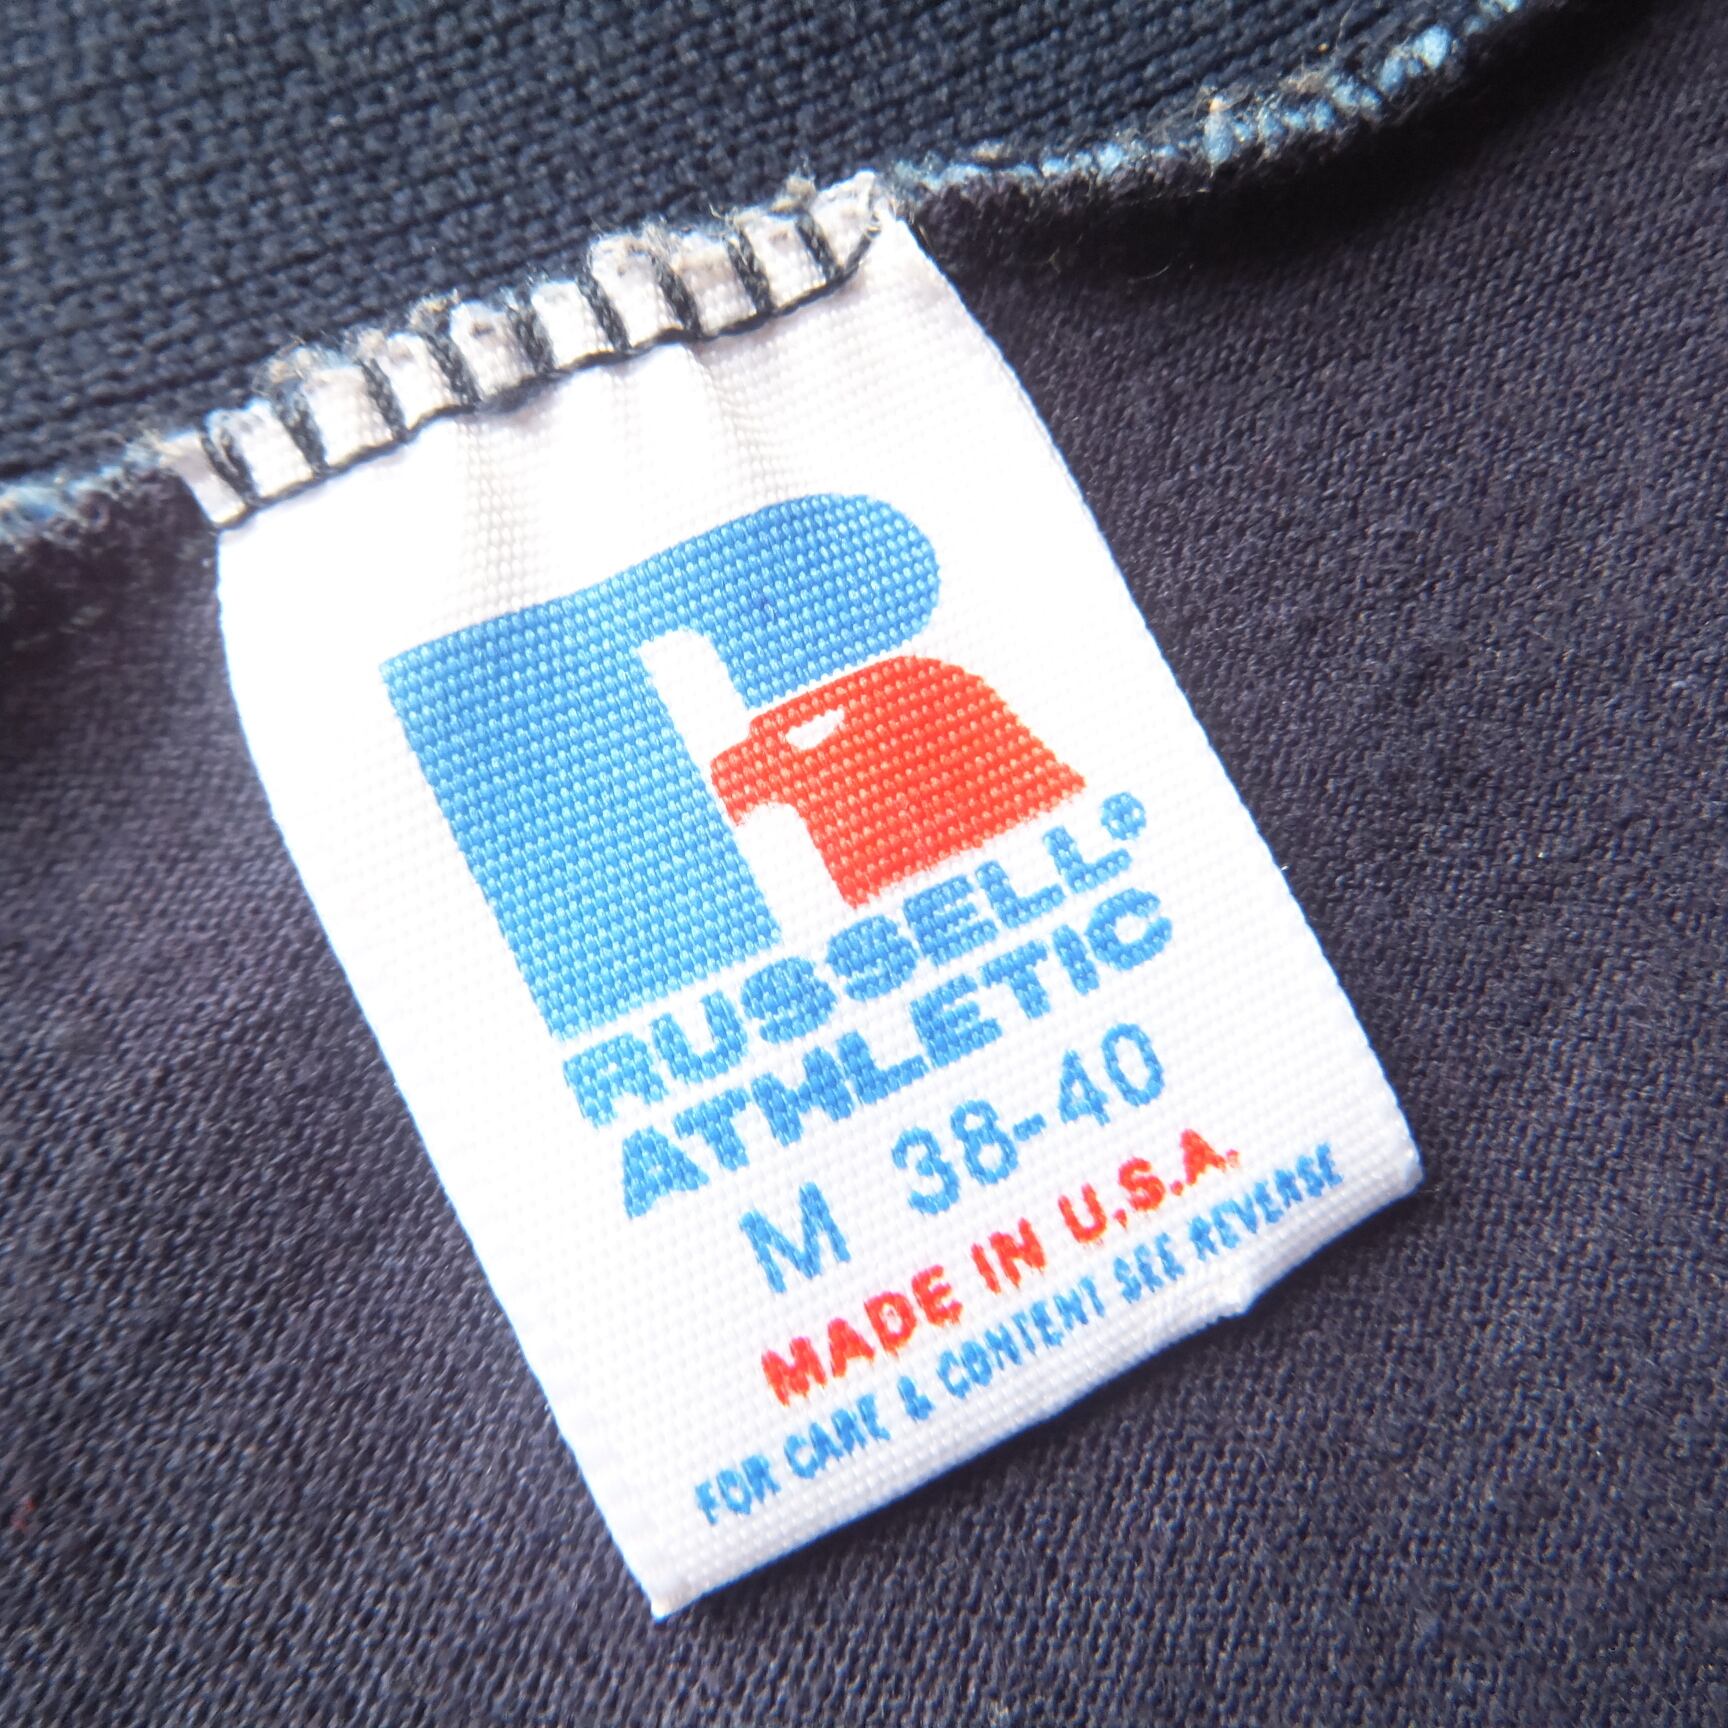 R
RUSSELL®
ATHLETIC
M 38-40
MADE IN U.S.A.
FOR CARE & CONTENT SEE REVERSE